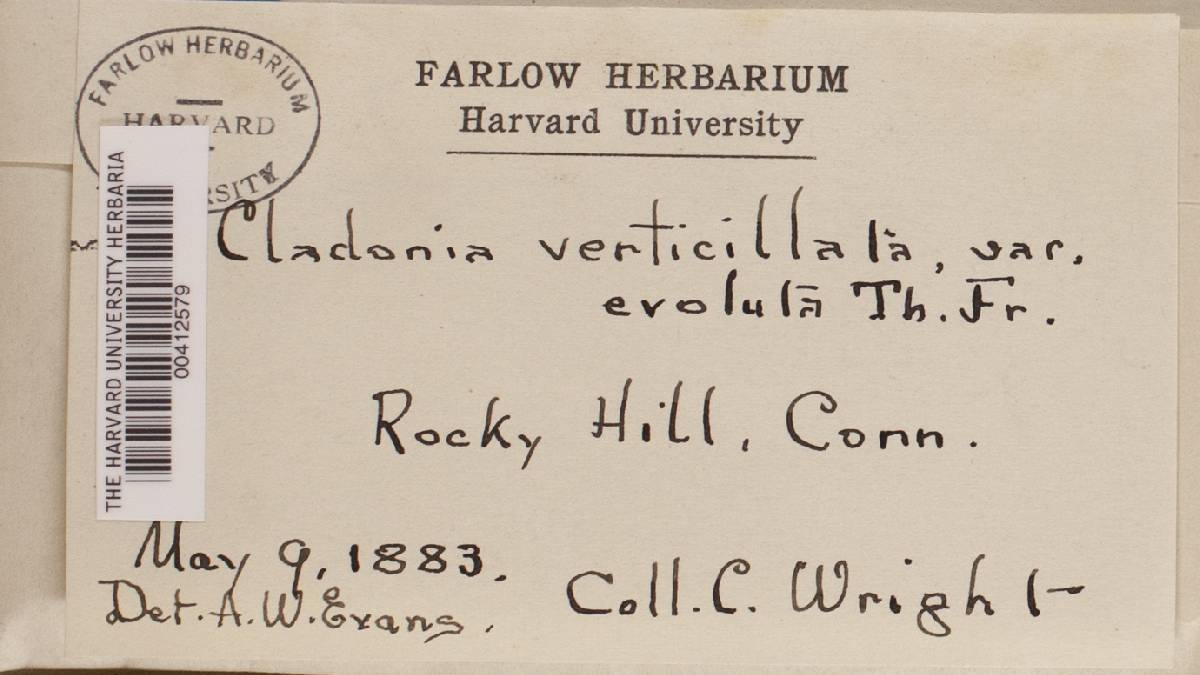 FARLOW HERBARIUM
HARVARD
FARLOW HERBARIUM
Harvard University
THE HARVARD UNIVERSITY HERBARIA
00412579
Cladonia verticillata, var.
evoluta Th. Fr.
Rocky Hill, Conn.
May 9, 1883.
Coll. C. Wright
Det. A. W. Evans.